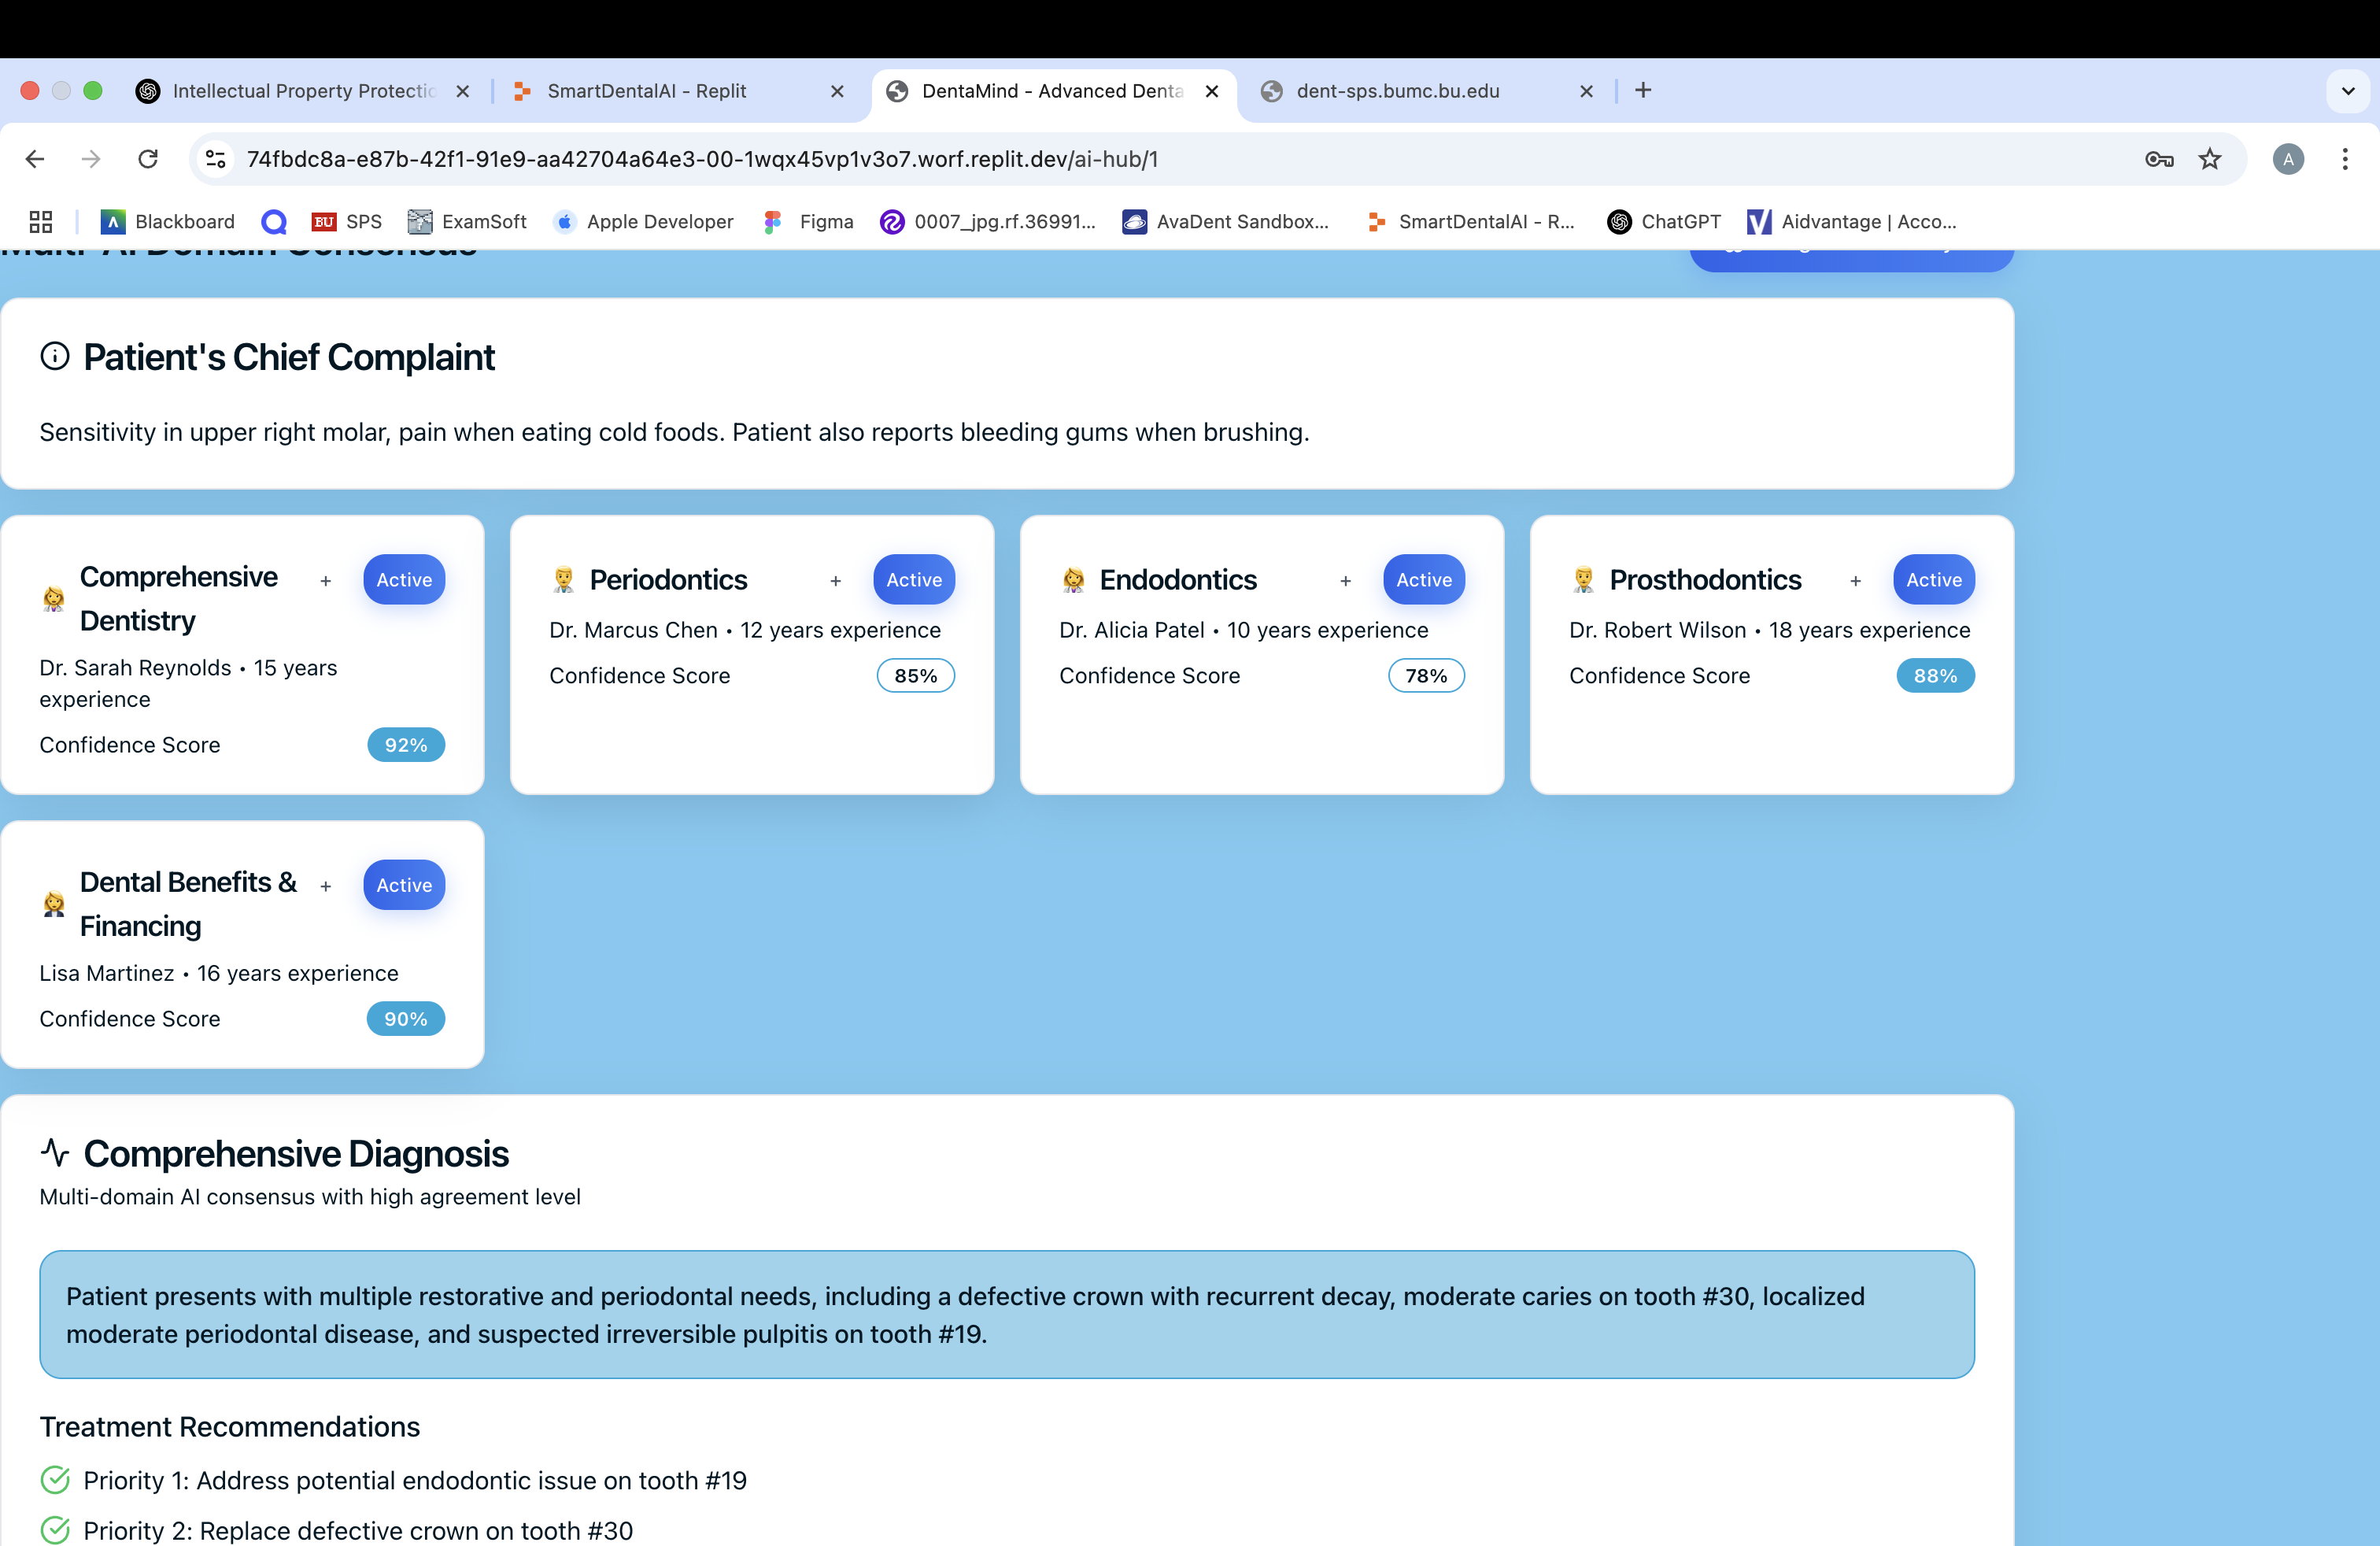 Intellectual Property Protectic
SmartDentalAI - Replit
DentaMind - Advanced Denta
dent-sps.bumc.bu.edu
74fbdc8a-e87b-42f1-91e9-aa42704a64e3-00-1wqx45vp1v3o7.worf.replit.dev/ai-hub/1
A
Blackboard
BU SPS
ExamSoft
Apple Developer
Figma
0007_jpg.rf.36991...
AvaDent Sandbox...
SmartDentalAI - R...
ChatGPT
Aidvantage | Acco...
Multi-AI Domain Consensus
Patient's Chief Complaint
Sensitivity in upper right molar, pain when eating cold foods. Patient also reports bleeding gums when brushing.
Comprehensive
Dentistry
+
Active
Dr. Sarah Reynolds • 15 years
experience
Confidence Score
92%
Periodontics
+
Active
Dr. Marcus Chen • 12 years experience
Confidence Score
85%
Endodontics
+
Active
Dr. Alicia Patel • 10 years experience
Confidence Score
78%
Prosthodontics
+
Active
Dr. Robert Wilson • 18 years experience
Confidence Score
88%
Dental Benefits &
Financing
+
Active
Lisa Martinez • 16 years experience
Confidence Score
90%
Comprehensive Diagnosis
Multi-domain AI consensus with high agreement level
Patient presents with multiple restorative and periodontal needs, including a defective crown with recurrent decay, moderate caries on tooth #30, localized
moderate periodontal disease, and suspected irreversible pulpitis on tooth #19.
Treatment Recommendations
Priority 1: Address potential endodontic issue on tooth #19
Priority 2: Replace defective crown on tooth #30